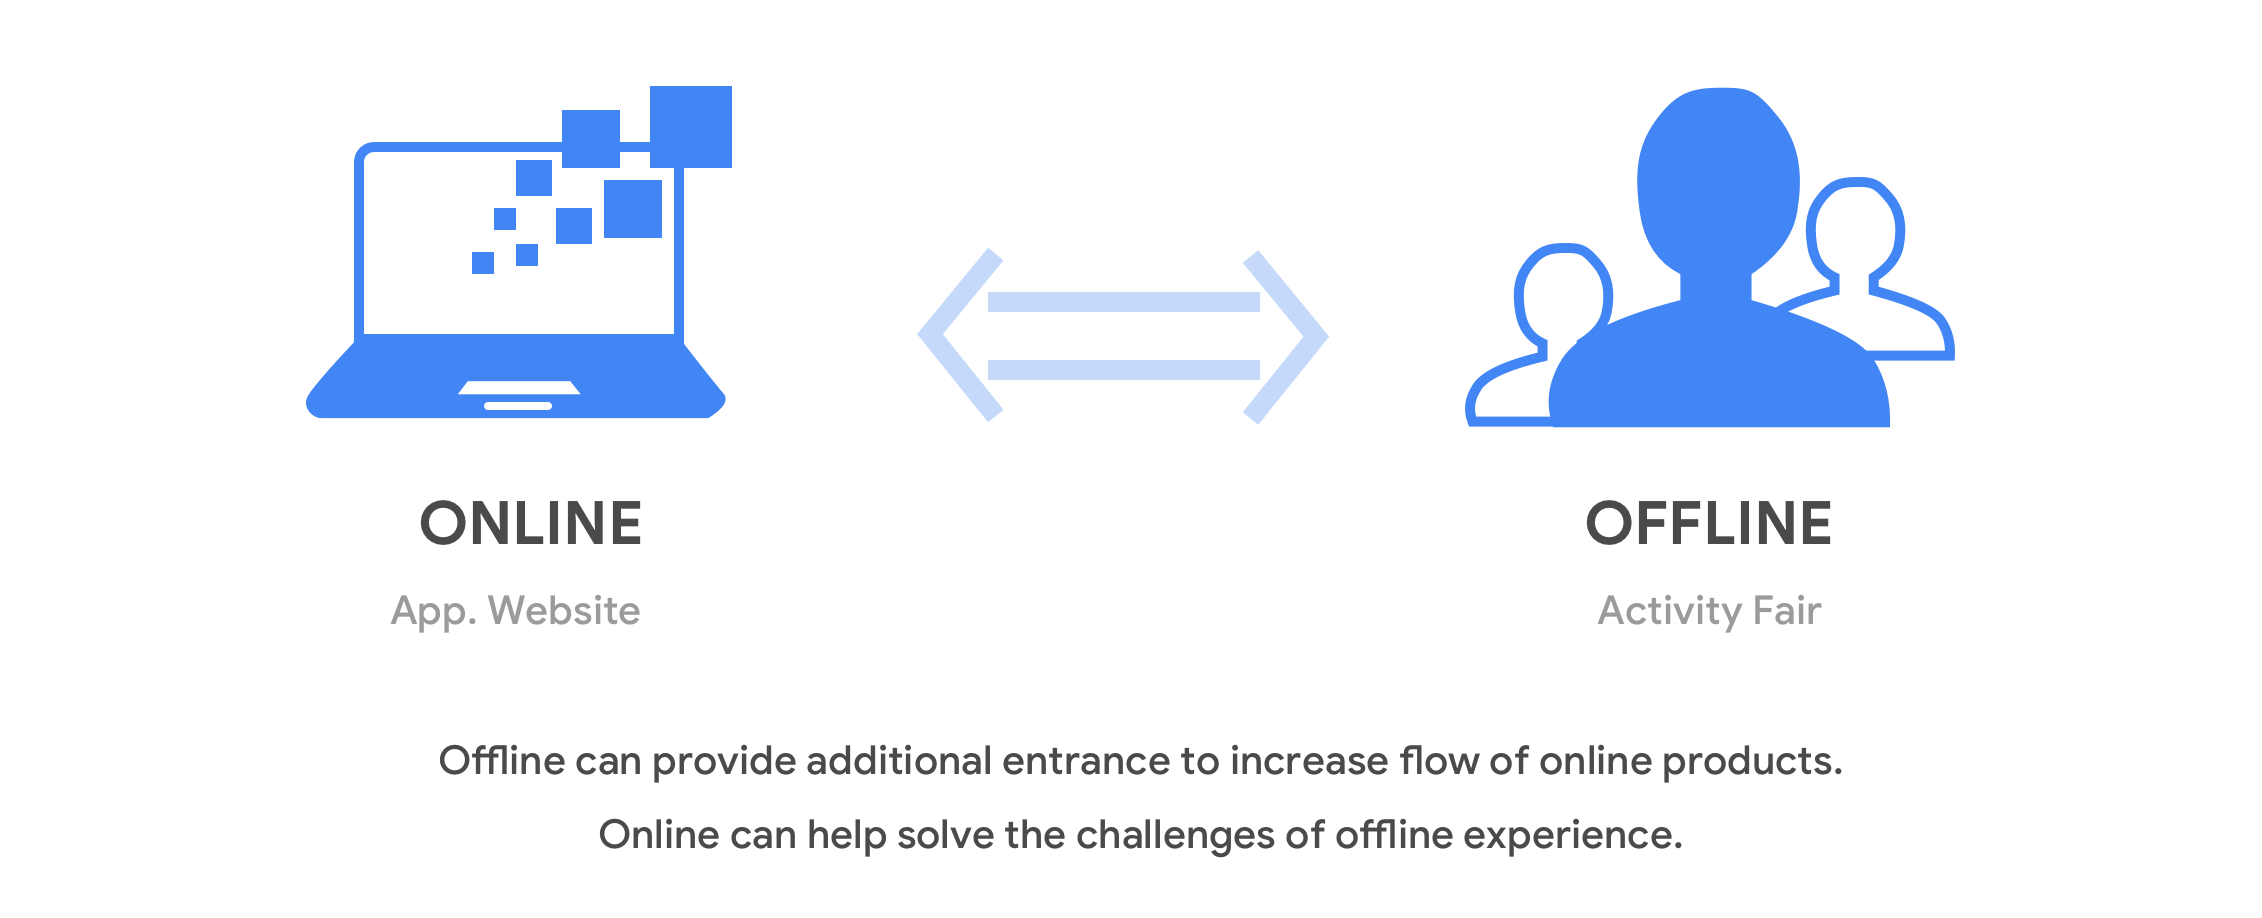 ONLINE
OFFLINE
App. Website
Activity Fair
Offline can provide additional entrance to increase flow of online products.
Online can help solve the challenges of offline experience.